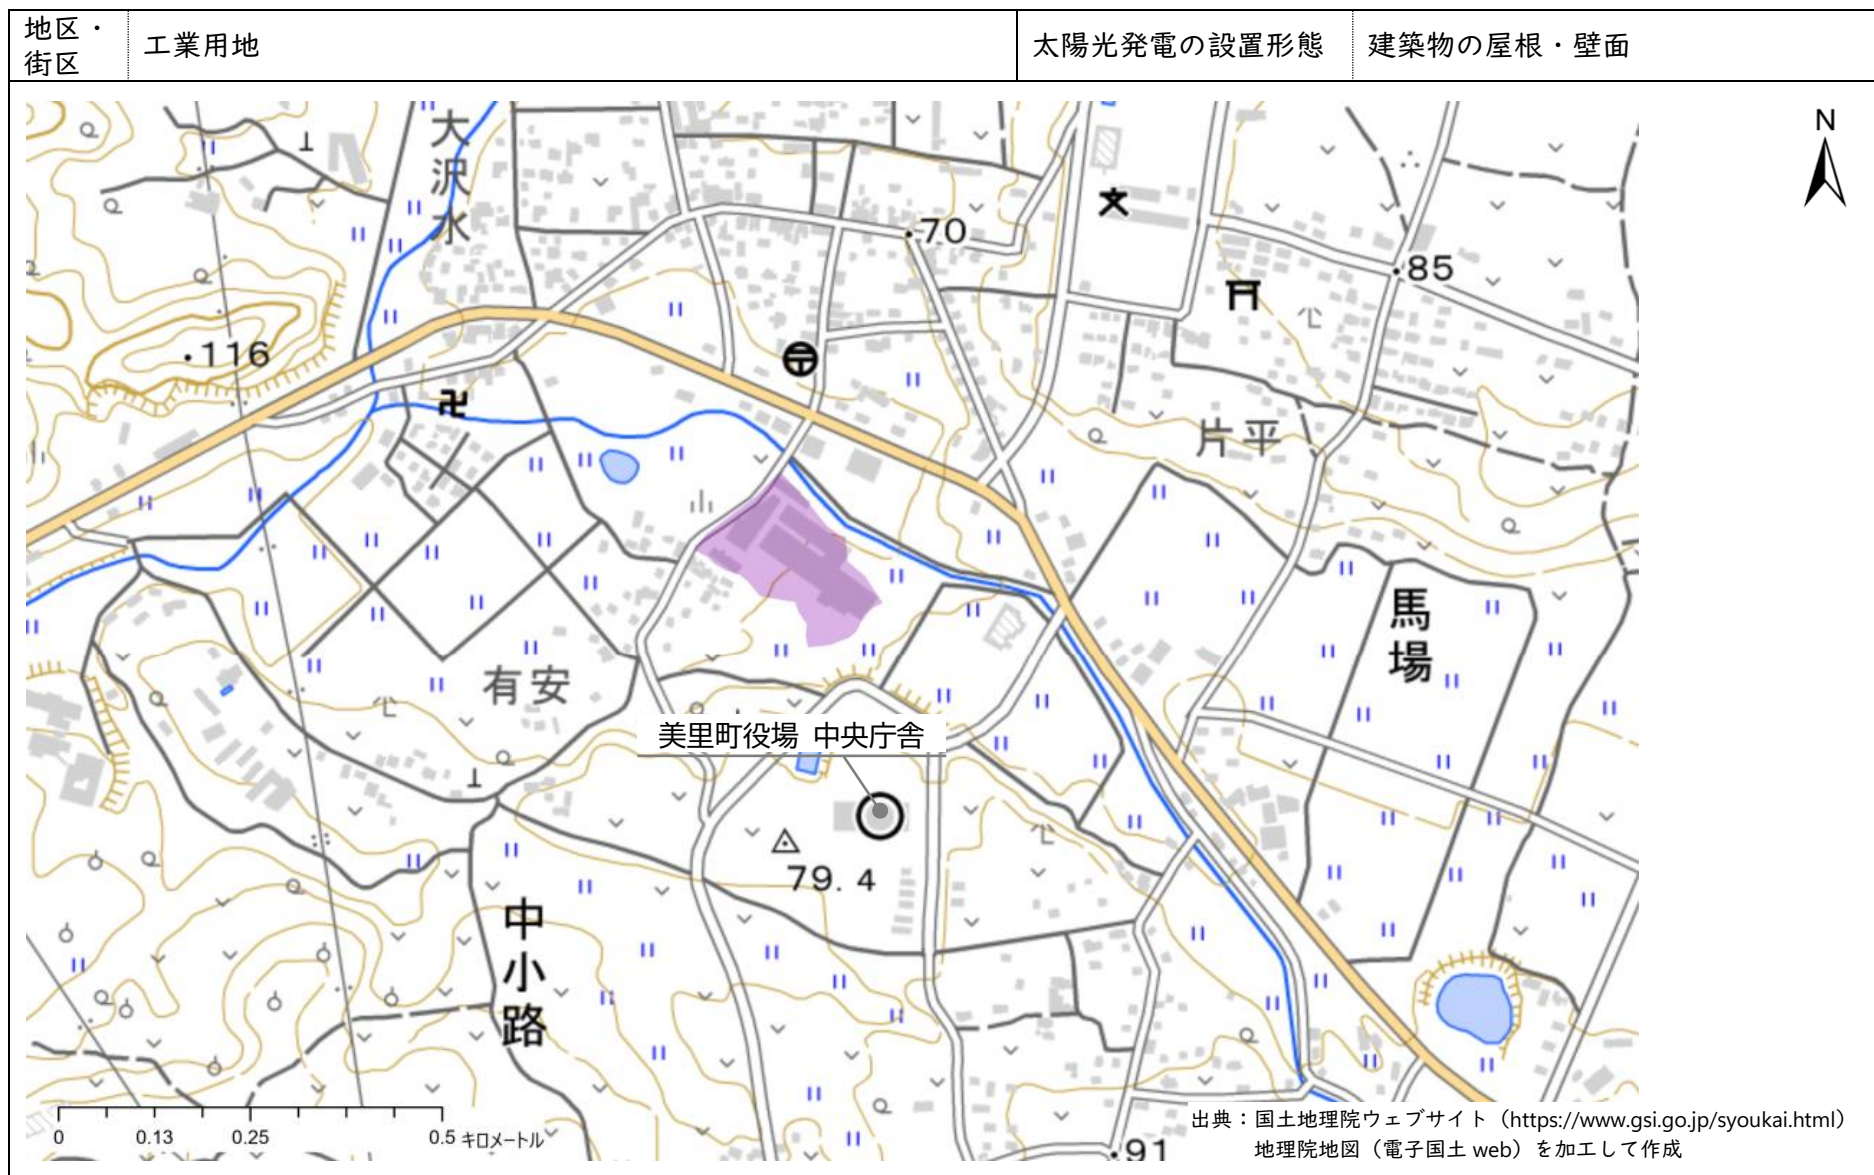 地区・
街区
工業用地
太陽光発電の設置形態
建築物の屋根・壁面
N
大沢水
70
85
116
片平
馬場
有安
美里町役場 中央庁舎
79.4
中小路
91
0 0.13 0.25 0.5 キロメートル
出典：国土地理院ウェブサイト（https://www.gsi.go.jp/syoukai.html）
地理院地図（電子国土 web）を加工して作成